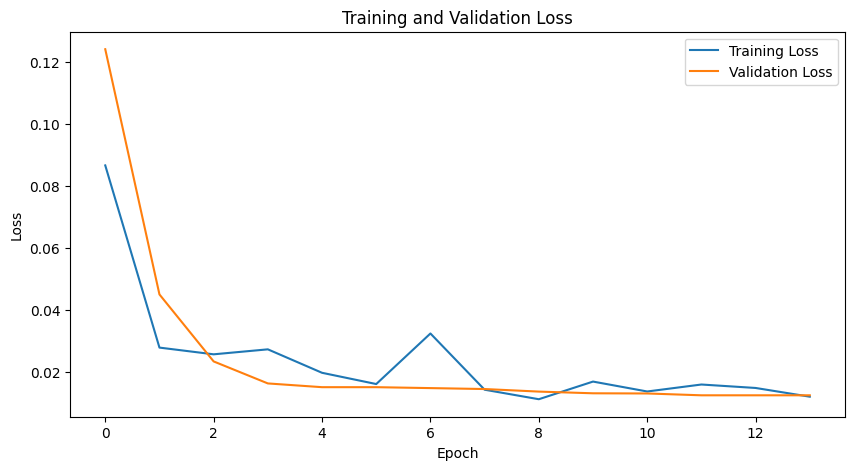 Training and Validation Loss
Training Loss
Validation Loss
0.12
0.10
0.08
0.06
0.04
0.02
Loss
0 2 4 6 8 10 12
Epoch